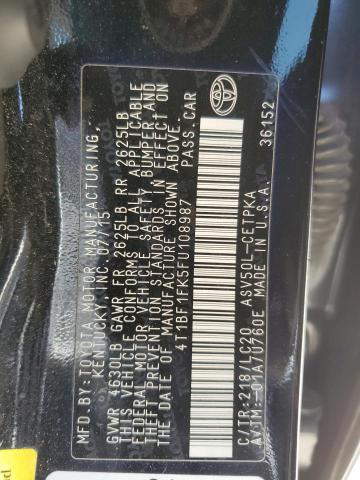 MFD.BY:TOYOTA MOTOR MANUFACTURING,
KENTUCKY, INC. 07/15
GVWR 4630LB GAWR FR 2625LB RR 2625LB
THIS VEHICLE CONFORMS TO ALL APPLICABLE
FEDERAL MOTOR VEHICLE SAFETY BUMPER, AND
THEFT PREVENTION STANDARDS IN EFFECT ON
THE DATE OF MANUFACTURE SHOWN ABOVE.
4T1BF1FK5FU108987 PASS.CAR
C/TR:218/LC20 ASV50L-CETPKA
A/TM:-01A/U760E U.S.A. 36152
TOYOTA